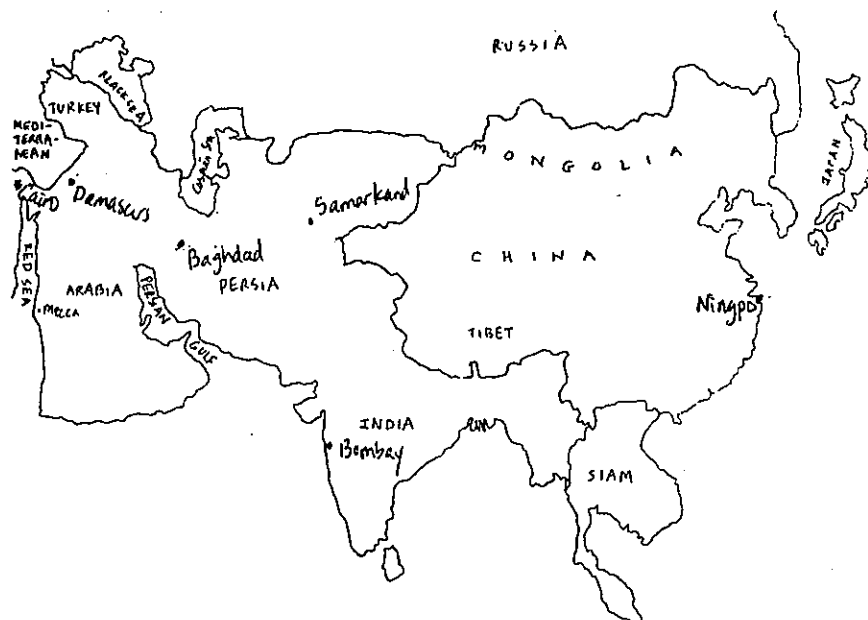 RUSSIA
BLACK SEA
TURKEY
MEDI-
TERRA-
NEAN
Caspian Sea
MONGOLIA
JAPAN
Cairo
Damascus
Samarkand
Baghdad
CHINA
RED SEA
ARABIA
PERSIAN
GULF
PERSIA
Mecca
Ningpo
TIBET
INDIA
Bombay
SIAM